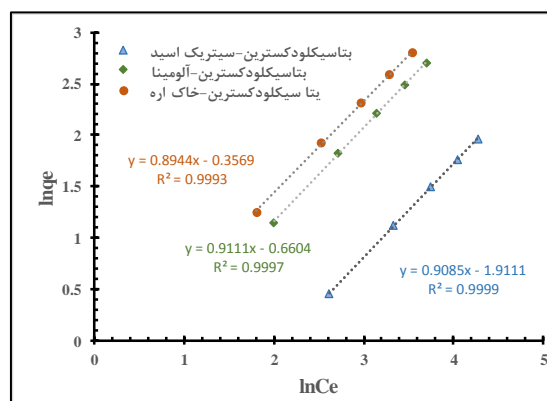 بتاسیکلودکسترین-سیتریک اسید
بتاسیکلودکسترین-آلومینا
یتا سیکلودکسترین-خاک اره
y = 0.8944x - 0.3569
R² = 0.9993
y = 0.9111x - 0.6604
R² = 0.9997
y = 0.9085x - 1.9111
R² = 0.9999
lnqe
3
2.5
2
1.5
1
0.5
0
0 1 2 3 4 5
lnCe